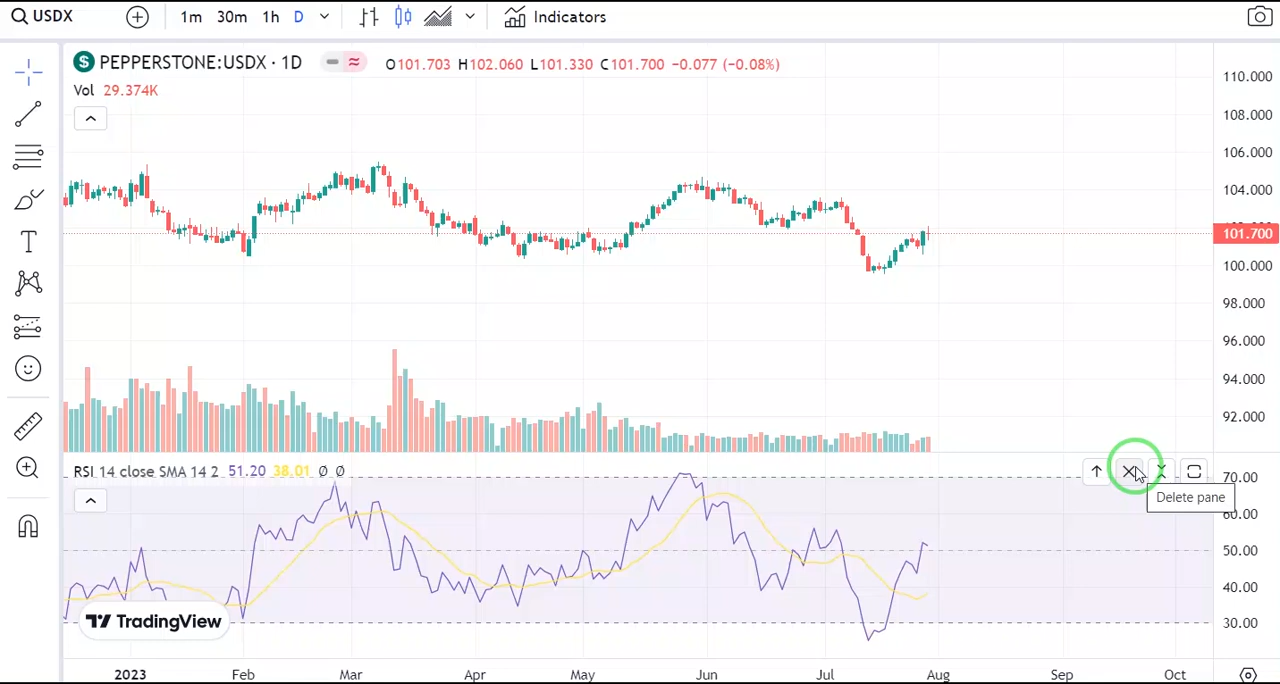 USDX 1m 30m 1h D Indicators
PEPPERSTONE:USDX · 1D O101.703 H102.060 L101.330 C101.700 −0.077 (−0.08%)
Vol 29.374K
110.000
108.000
106.000
104.000
101.700
100.000
98.000
96.000
94.000
92.000
RSI 14 close SMA 14 2 51.20 38.01 Ø Ø
Delete pane
70.00
60.00
50.00
40.00
30.00
TradingView
2023 Feb Mar Apr May Jun Jul Aug Sep Oct